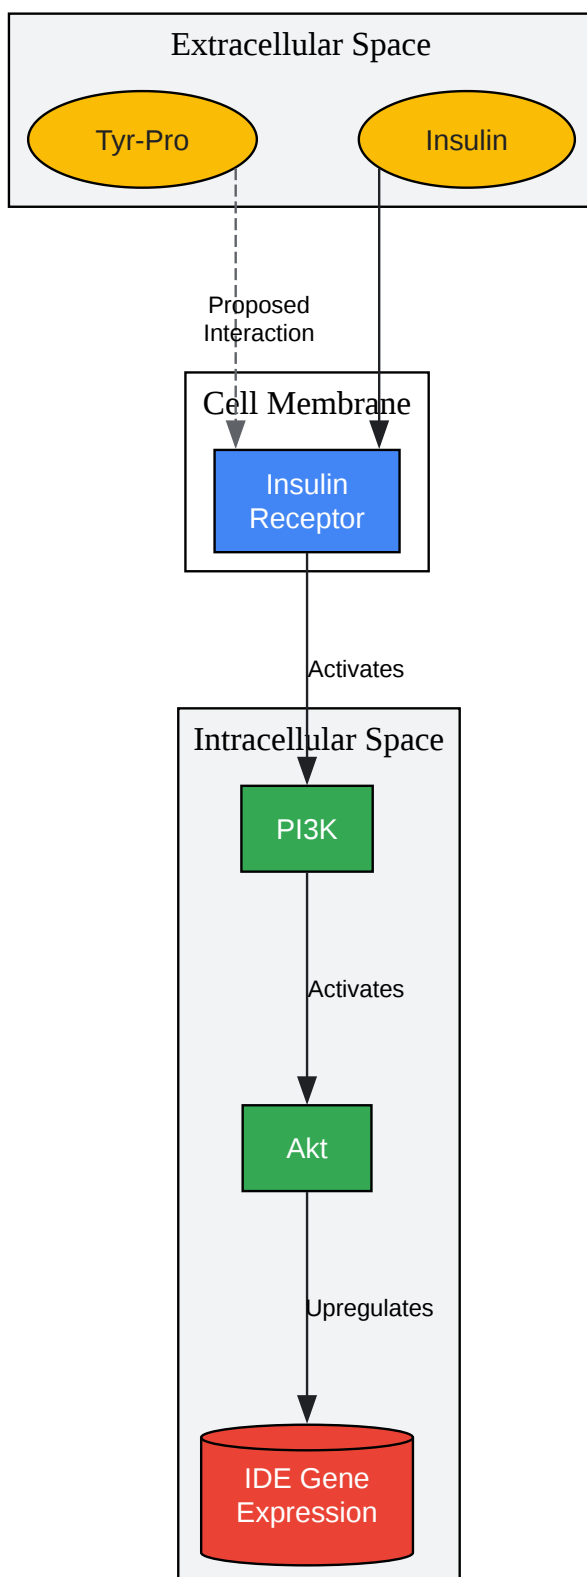 Extracellular Space
Tyr-Pro
Insulin
Proposed
Interaction
Cell Membrane
Insulin
Receptor
Activates
Intracellular Space
PI3K
Activates
Akt
Upregulates
IDE Gene
Expression